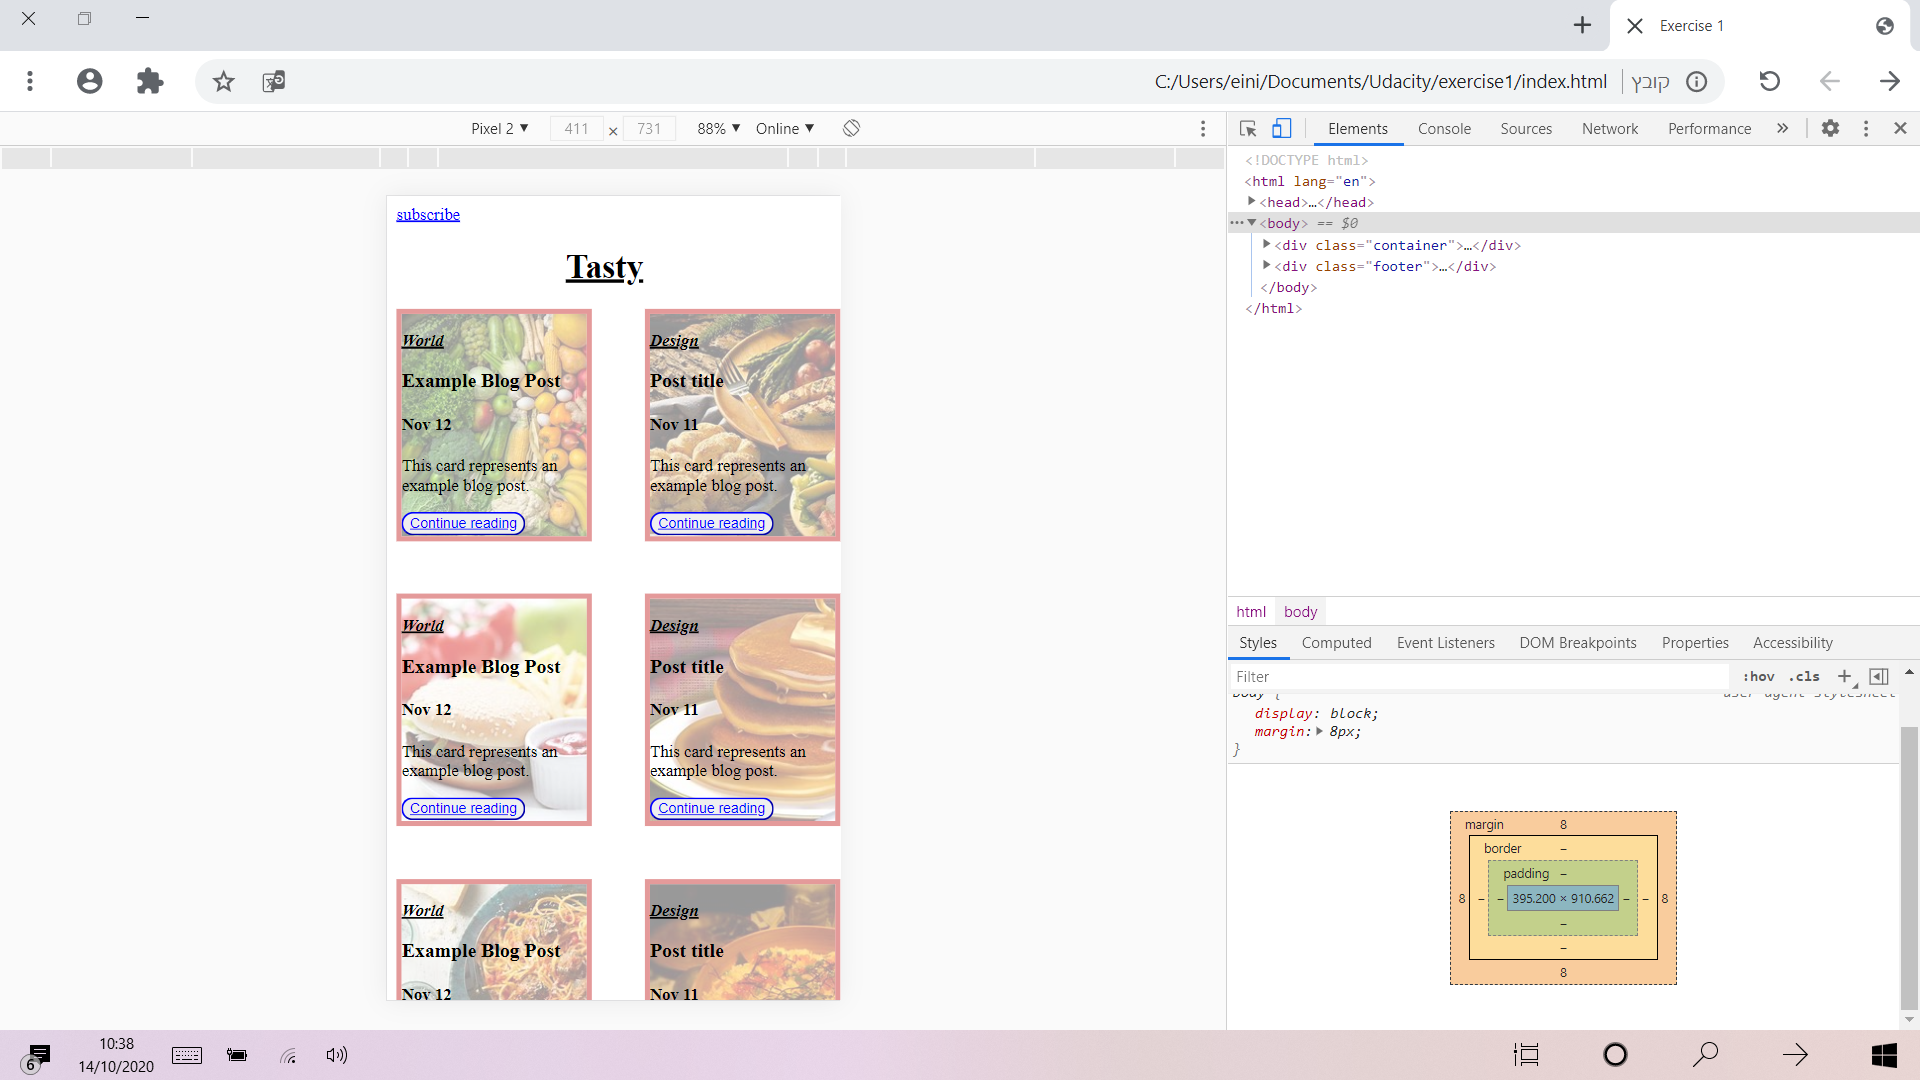 Exercise 1
C:/Users/eini/Documents/Udacity/exercise1/index.html
קובץ
Pixel 2 ▼ 411 × 731 88% ▼ Online ▼
subscribe
Tasty
World
Example Blog Post
Nov 12
This card represents an
example blog post.
Continue reading
Design
Post title
Nov 11
This card represents an
example blog post.
Continue reading
World
Example Blog Post
Nov 12
This card represents an
example blog post.
Continue reading
Design
Post title
Nov 11
This card represents an
example blog post.
Continue reading
World
Example Blog Post
Nov 12
Design
Post title
Nov 11
Elements Console Sources Network Performance »
<!DOCTYPE html>
<html lang="en">
<head>…</head>
<body> == $0
<div class="container">…</div>
<div class="footer">…</div>
</body>
</html>
html body
Styles Computed Event Listeners DOM Breakpoints Properties Accessibility
Filter :hov .cls +
display: block;
margin: 8px;
}
margin 8
border –
padding –
8 – – 395.200 × 910.662 – – 8
–
–
8
10:38
14/10/2020
6